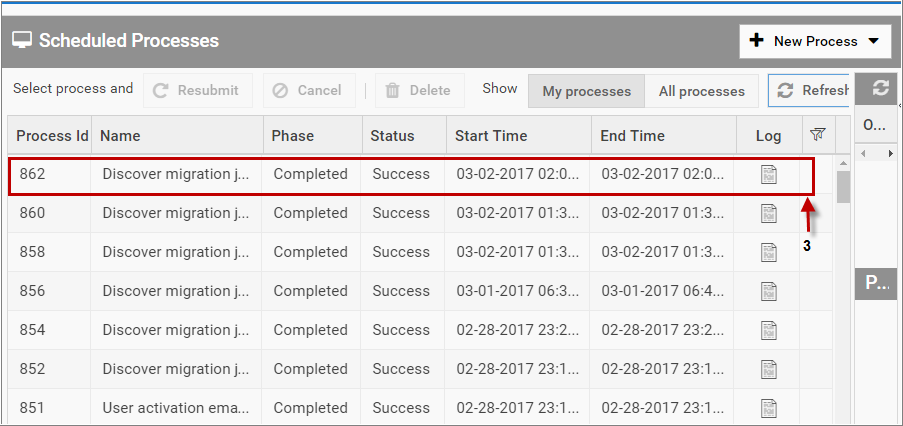 Scheduled Processes
New Process
Select process and Resubmit Cancel Delete Show My processes All processes Refresh
Process Id Name Phase Status Start Time End Time Log O...
862 Discover migration j... Completed Success 03-02-2017 02:0... 03-02-2017 02:0...
860 Discover migration j... Completed Success 03-02-2017 01:3... 03-02-2017 01:3...
3
858 Discover migration j... Completed Success 03-02-2017 01:3... 03-02-2017 01:3...
856 Discover migration j... Completed Success 03-01-2017 06:3... 03-01-2017 06:4... P...
854 Discover migration j... Completed Success 02-28-2017 23:2... 02-28-2017 23:2...
852 Discover migration j... Completed Success 02-28-2017 23:1... 02-28-2017 23:1...
851 User activation ema... Completed Success 02-28-2017 23:1... 02-28-2017 23:1...